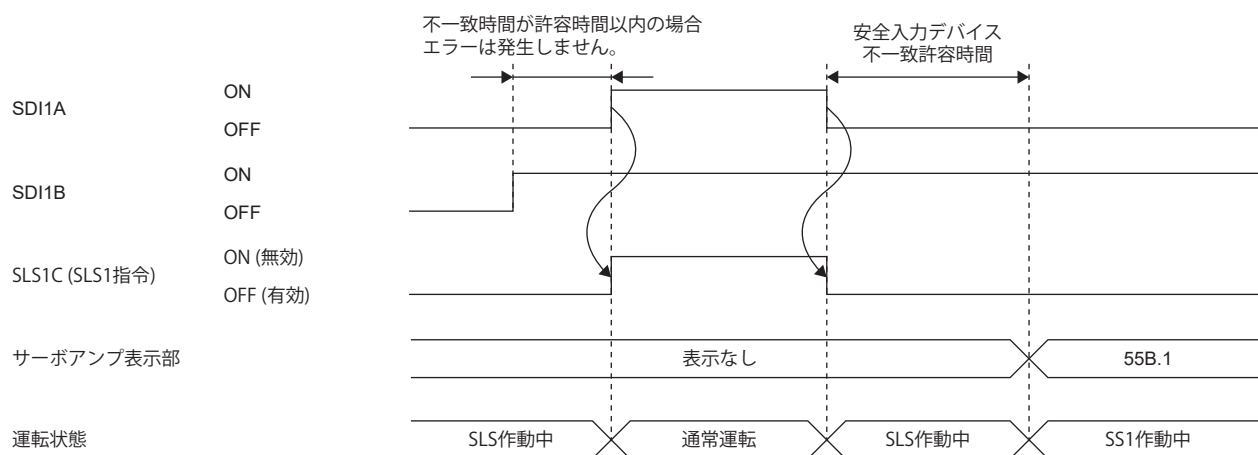 不一致時間が許容時間以内の場合
エラーは発生しません。
安全入力デバイス
不一致許容時間
SDI1A
ON
OFF
SDI1B
ON
OFF
SLS1C (SLS1指令)
ON (無効)
OFF (有効)
サーボアンプ表示部
表示なし
55B.1
運転状態
SLS作動中
通常運転
SLS作動中
SS1作動中